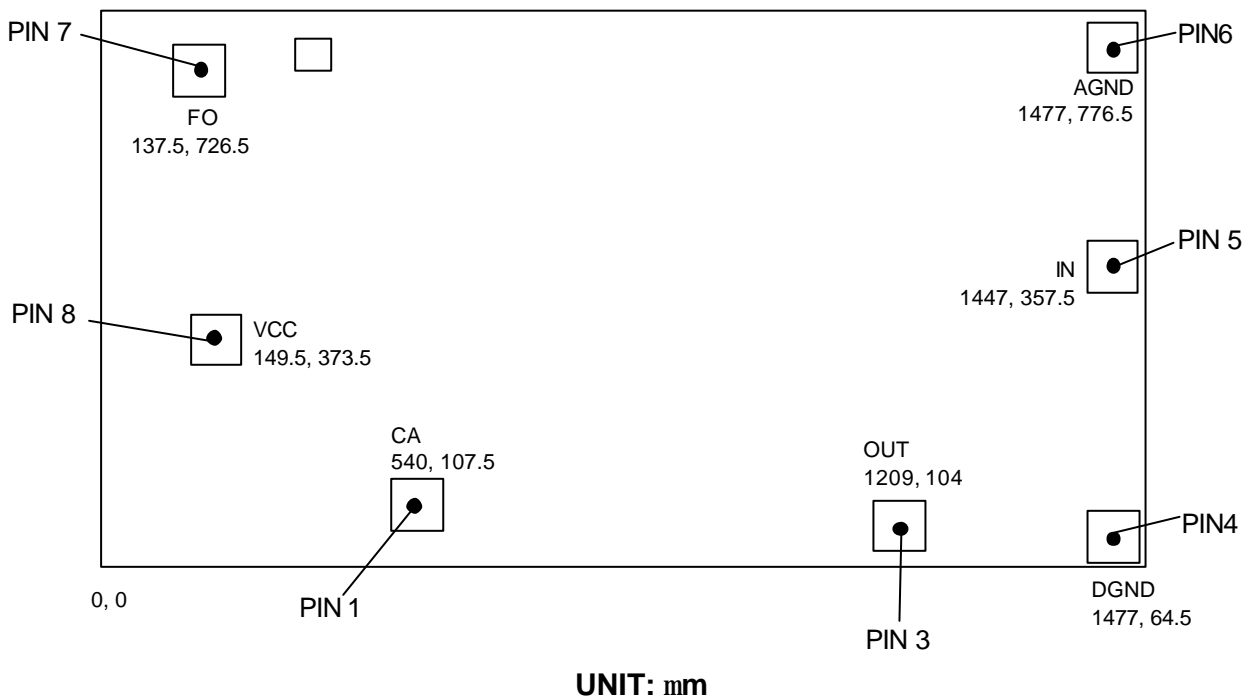 PIN 7
PIN6
FO
137.5, 726.5
AGND
1477, 776.5
PIN 5
IN
1447, 357.5
PIN 8
VCC
149.5, 373.5
CA
540, 107.5
OUT
1209, 104
PIN4
0, 0
PIN 1
DGND
1477, 64.5
PIN 3
UNIT: mm